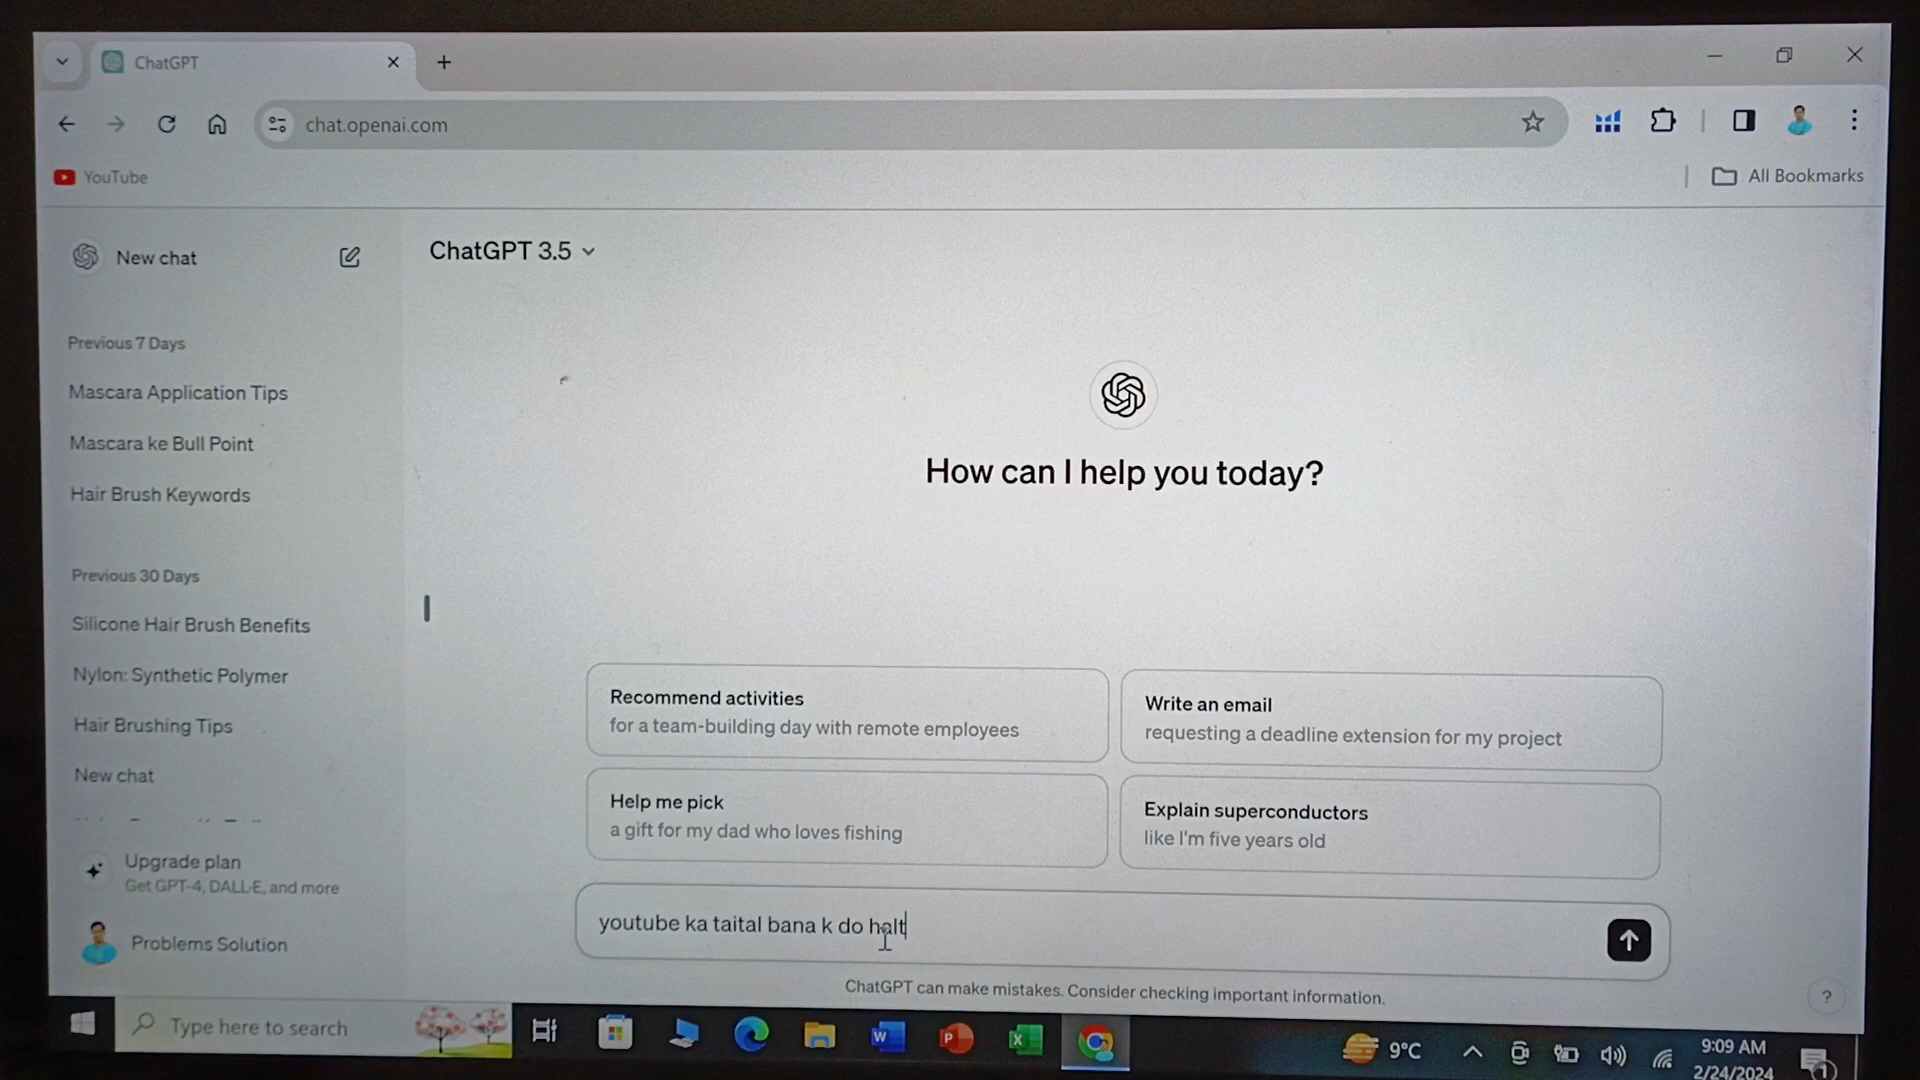 ChatGPT
chat.openai.com
YouTube
All Bookmarks
New chat
ChatGPT 3.5
Previous 7 Days
Mascara Application Tips
Mascara ke Bull Point
Hair Brush Keywords
How can I help you today?
Previous 30 Days
Silicone Hair Brush Benefits
Nylon: Synthetic Polymer
Hair Brushing Tips
New chat
Recommend activities
for a team-building day with remote employees
Write an email
requesting a deadline extension for my project
Help me pick
a gift for my dad who loves fishing
Explain superconductors
like I'm five years old
Upgrade plan
Get GPT-4, DALL·E, and more
Problems Solution
youtube ka taital bana k do halt
ChatGPT can make mistakes. Consider checking important information.
?
Type here to search
9°C
9:09 AM
2/24/2024
1